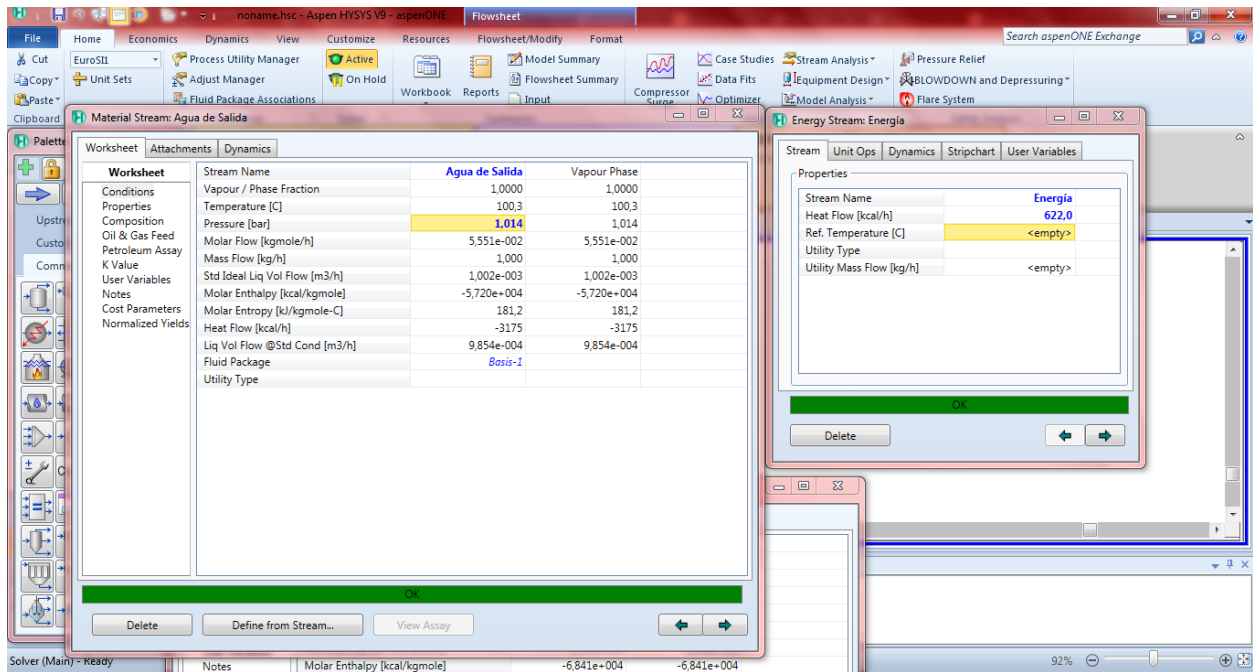 noname.hsc - Aspen HYSYS V9 - aspenONE
Flowsheet
File Home Economics Dynamics View Customize Resources Flowsheet/Modify Format
Search aspenONE Exchange
Cut
Copy
Paste
Clipboard
EuroSI1
Unit Sets
Process Utility Manager
Adjust Manager
Fluid Package Associations
Active
On Hold
Workbook
Reports
Model Summary
Flowsheet Summary
Input
Compressor
Surge
Case Studies
Data Fits
Optimizer
Stream Analysis
Equipment Design
Model Analysis
Pressure Relief
BLOWDOWN and Depressuring
Flare System
Palette
Upstre
Custo
Comm
Material Stream: Agua de Salida
Worksheet Attachments Dynamics
Worksheet
Conditions
Properties
Composition
Oil & Gas Feed
Petroleum Assay
K Value
User Variables
Notes
Cost Parameters
Normalized Yields
Stream Name Agua de Salida Vapour Phase
Vapour / Phase Fraction 1,0000 1,0000
Temperature [C] 100,3 100,3
Pressure [bar] 1,014 1,014
Molar Flow [kgmole/h] 5,551e-002 5,551e-002
Mass Flow [kg/h] 1,000 1,000
Std Ideal Liq Vol Flow [m3/h] 1,002e-003 1,002e-003
Molar Enthalpy [kcal/kgmole] -5,720e+004 -5,720e+004
Molar Entropy [kJ/kgmole-C] 181,2 181,2
Heat Flow [kcal/h] -3175 -3175
Liq Vol Flow @Std Cond [m3/h] 9,854e-004 9,854e-004
Fluid Package Basis-1
Utility Type
OK
Delete Define from Stream... View Assay
Energy Stream: Energía
Stream Unit Ops Dynamics Stripchart User Variables
Properties
Stream Name Energía
Heat Flow [kcal/h] 622,0
Ref. Temperature [C] <empty>
Utility Type
Utility Mass Flow [kg/h] <empty>
OK
Delete
Notes Molar Enthalpy [kcal/kgmole] -6,841e+004 -6,841e+004
Solver (Main) - Ready
92%